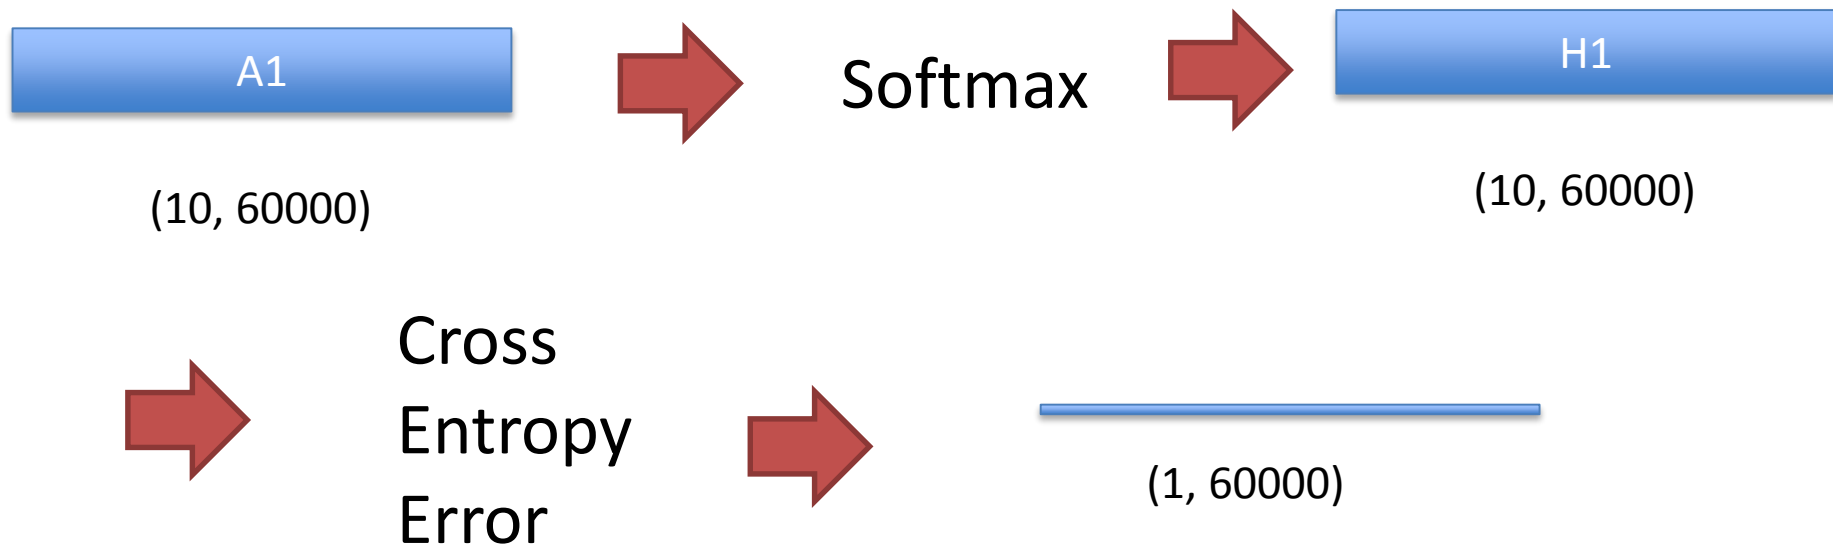 A1
Softmax
H1
(10, 60000)
(10, 60000)
Cross
Entropy
Error
(1, 60000)